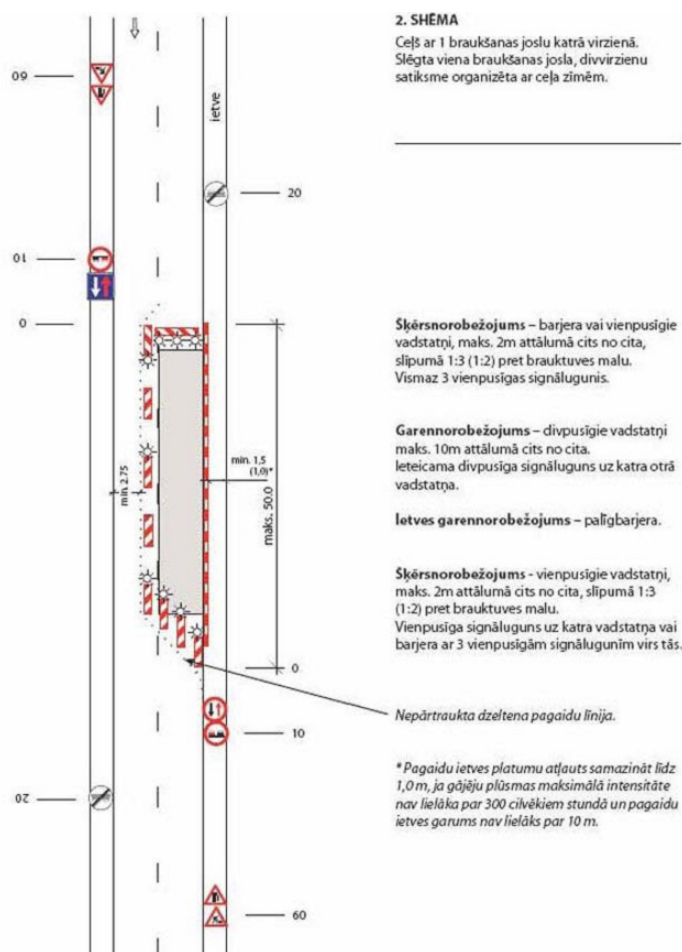 2. SHĒMA
Ceļš ar 1 braukšanas joslu katrā virzienā.
Slēgta viena braukšanas josla, divvirzienu
satiksme organizēta ar ceļa zīmēm.
60
ietve
20
10
0
Šķērsnorobežojums – barjera vai vienpusīgie
vadstatņi, maks. 2m attālumā cits no cita,
slīpumā 1:3 (1:2) pret brauktuves malu.
Vismaz 3 vienpusīgas signālugunis.
Garennorobežojums – divpusīgie vadstatņi
maks. 10m attālumā cits no cita.
Ieteicama divpusīga signāluguns uz katra otrā
vadstatņa.
min. 2.75
min. 1,5
(1,0)*
maks. 50.0
Ietves garennorobežojums – palīgbarjera.
Šķērsnorobežojums - vienpusīgie vadstatņi,
maks. 2m attālumā cits no cita, slīpumā 1:3
(1:2) pret brauktuves malu.
Vienpusīga signāluguns uz katra vadstatņa vai
barjera ar 3 vienpusīgām signālugunīm virs tās.
0
Nepārtraukta dzeltena pagaidu līnija.
10
20
* Pagaidu ietves platumu atļauts samazināt līdz
1,0 m, ja gājēju plūsmas maksimālā intensitāte
nav lielāka par 300 cilvēkiem stundā un pagaidu
ietves garums nav lielāks par 10 m.
60